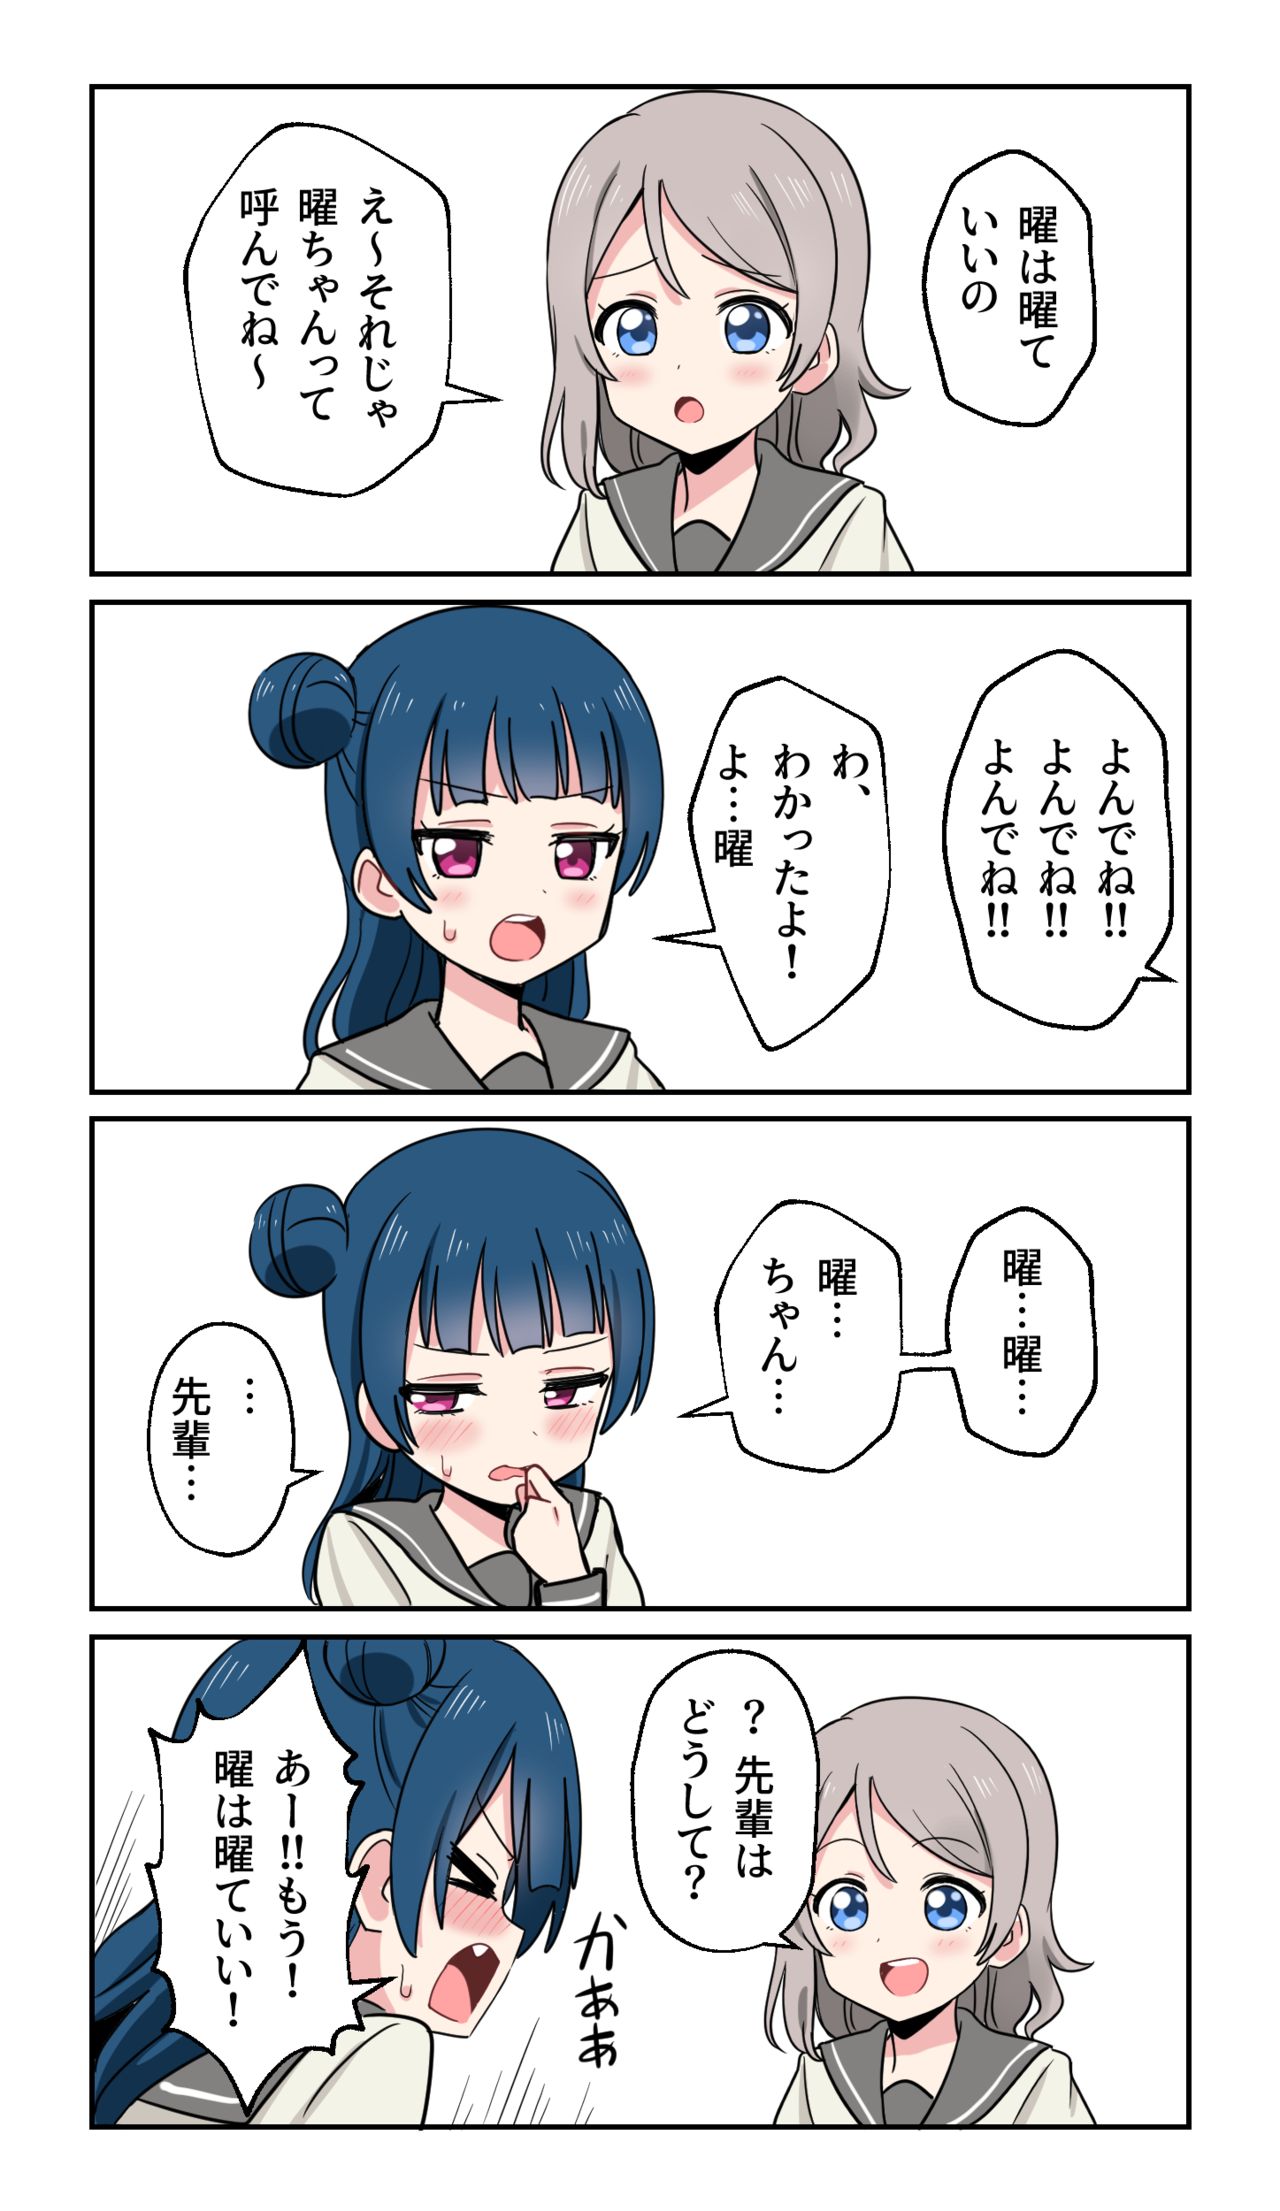 曜は曜て
いいの
え〜それじゃ
曜ちゃんって
呼んでね〜
よんでね!!
よんでね!!
よんでね!!
わ、
わかったよ！
よ…曜
曜…曜…
曜…
ちゃん…
…
先輩…
？先輩は
どうして？
かぁぁ
あー!!もう！
曜は曜ていい！